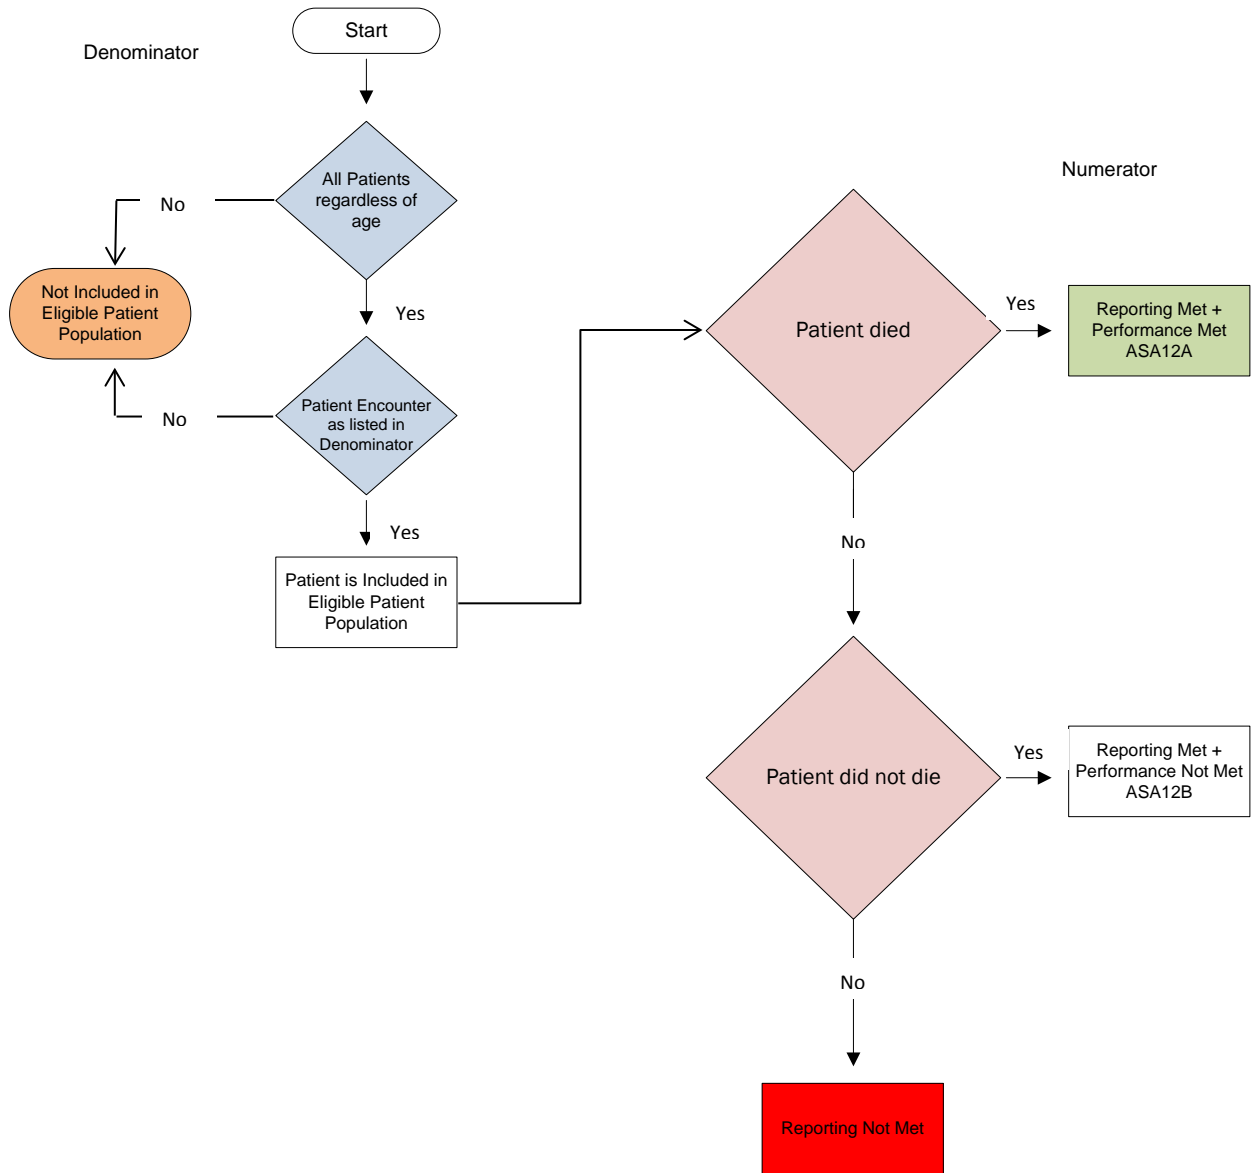 Start
Denominator
All Patients
regardless of
age
No
Not Included in
Eligible Patient
Population
Yes
Patient Encounter
as listed in
Denominator
No
Yes
Patient is Included in
Eligible Patient
Population
Numerator
Patient died
Yes
Reporting Met +
Performance Met
ASA12A
No
Patient did not die
Yes
Reporting Met +
Performance Not Met
ASA12B
No
Reporting Not Met